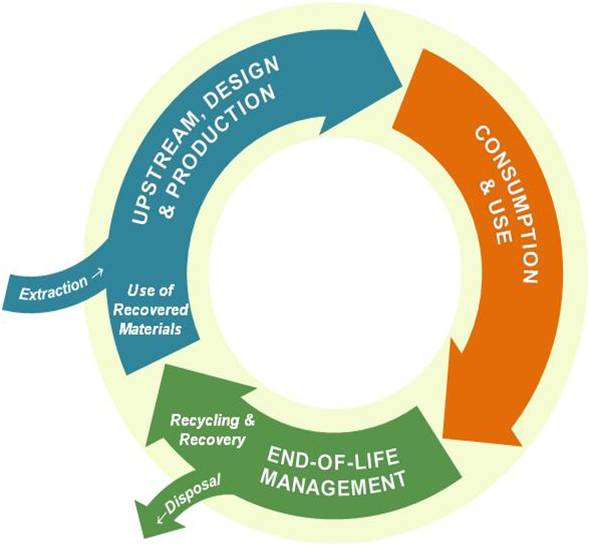 UPSTREAM, DESIGN
& PRODUCTION
CONSUMPTION
& USE
Extraction →
Use of
Recovered
Materials
Recycling &
Recovery
END-OF-LIFE
MANAGEMENT
←Disposal